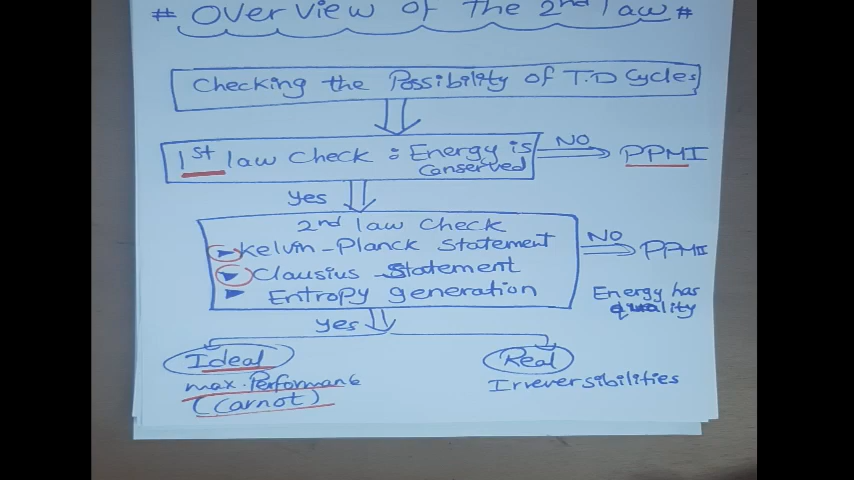 # Overview of the 2nd law #
Checking the Possibility of T.D Cycles
1st law check : Energy is
Conserved
NO
PPMI
Yes
2nd law Check
Kelvin-Planck Statement
Clausius Statement
Entropy generation
NO
PPMII
Energy has
quality
Yes
Ideal
max. Performance
(Carnot)
Real
Irreversibilities